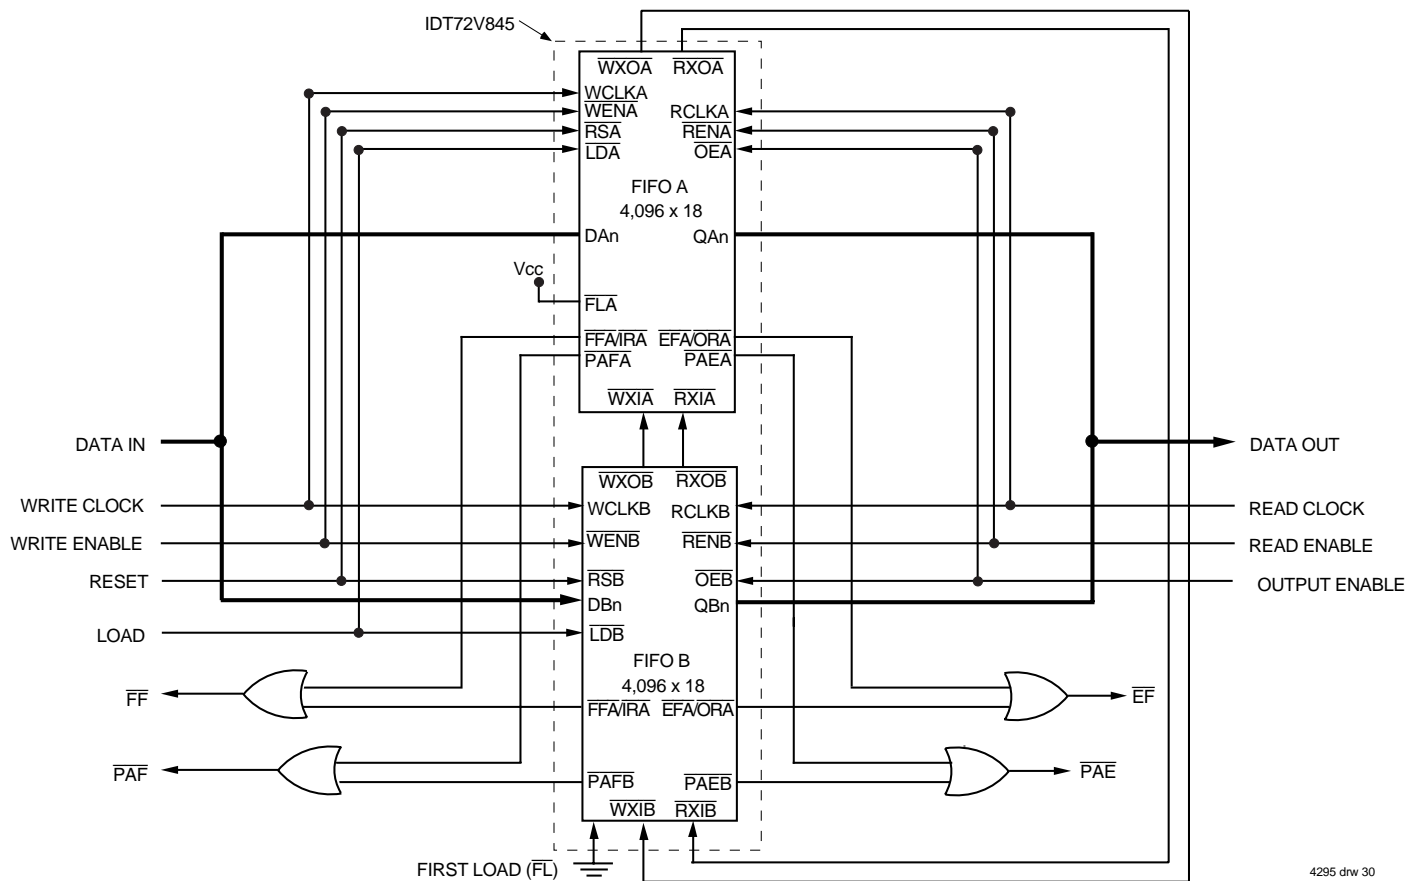 IDT72V845
WXOA RXOA
WCLKA
WENA
RSA
LDA
RCLKA
RENA
OEA
FIFO A
4,096 x 18
DAn QAn
Vcc
FLA
FFA/IRA EFA/ORA
PAFA PAEA
WXIA RXIA
DATA IN
DATA OUT
WXOB RXOB
WRITE CLOCK
WCLKB RCLKB
READ CLOCK
WRITE ENABLE
WENB RENB
READ ENABLE
RESET
RSB OEB
OUTPUT ENABLE
DBn QBn
LOAD
LDB
FIFO B
4,096 x 18
FF
FFA/IRA EFA/ORA
EF
PAF
PAFB PAEB
PAE
WXIB RXIB
FIRST LOAD (FL)
4295 drw 30